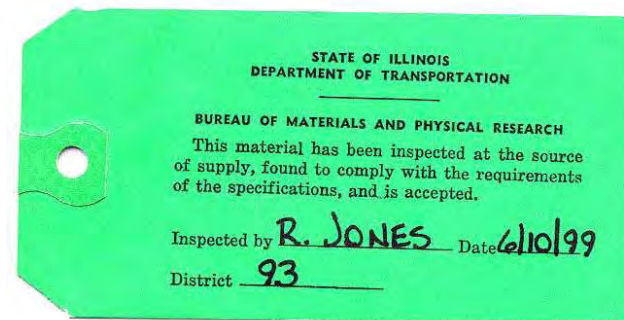 STATE OF ILLINOIS
DEPARTMENT OF TRANSPORTATION
BUREAU OF MATERIALS AND PHYSICAL RESEARCH
This material has been inspected at the source
of supply, found to comply with the requirements
of the specifications, and is accepted.
Inspected by R. JONES Date 6/10/99
District 93